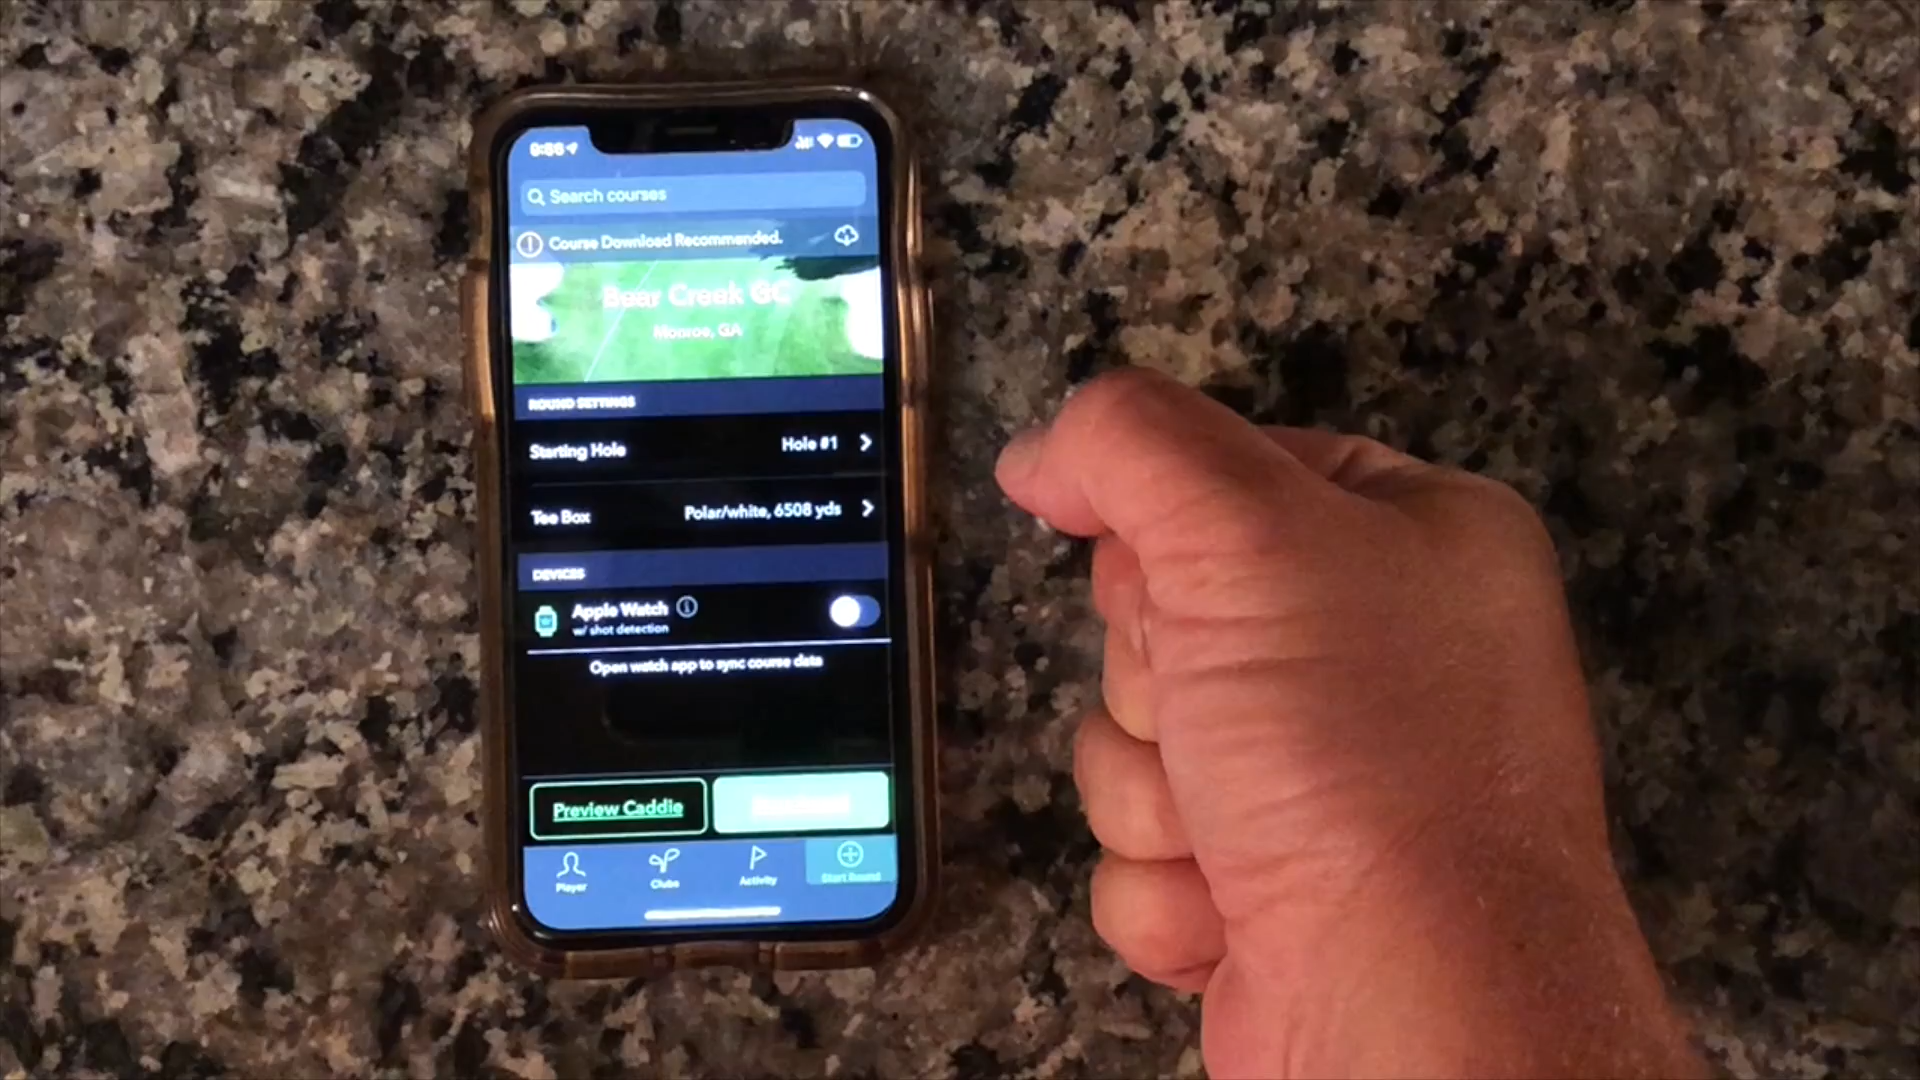 9:56
Search courses
Course Download Recommended.
Bear Creek GC
Monroe, GA
ROUND SETTINGS
Starting Hole Hole #1
Tee Box Polar/white, 6508 yds
DEVICES
Apple Watch
w/ shot detection
Open watch app to sync course data
Preview Caddie
Player Clubs Activity Start Round